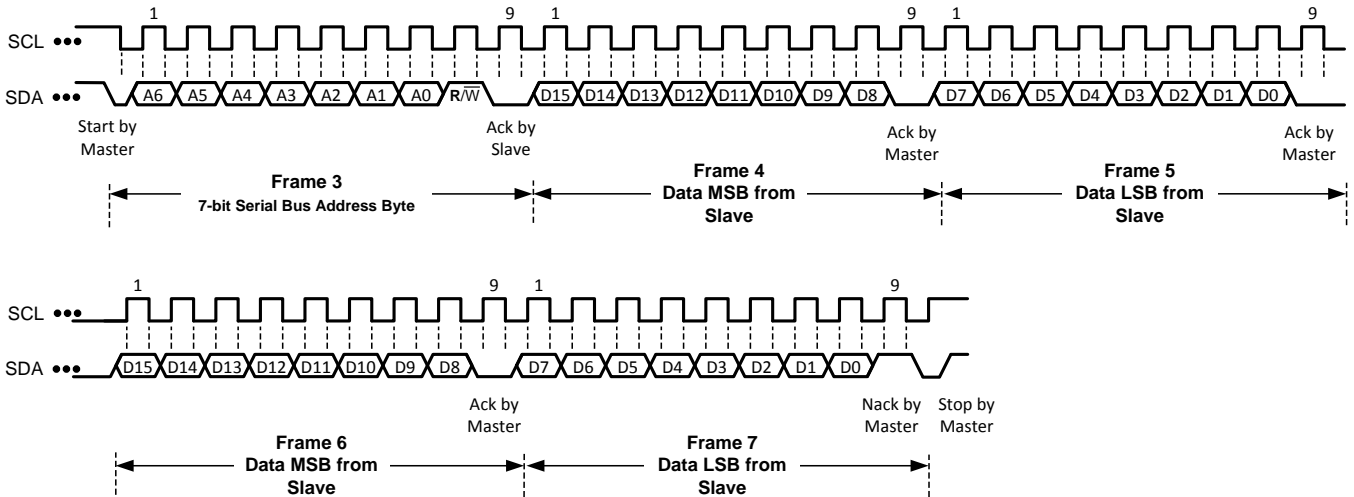 1 9 1 9 1 9
SCL
SDA A6 A5 A4 A3 A2 A1 A0 R/W D15 D14 D13 D12 D11 D10 D9 D8 D7 D6 D5 D4 D3 D2 D1 D0
Start by
Master
Ack by
Slave
Ack by
Master
Ack by
Master
Frame 3
7-bit Serial Bus Address Byte
Frame 4
Data MSB from
Slave
Frame 5
Data LSB from
Slave
1 9 1 9
SCL
SDA D15 D14 D13 D12 D11 D10 D9 D8 D7 D6 D5 D4 D3 D2 D1 D0
Ack by
Master
Nack by
Master
Stop by
Master
Frame 6
Data MSB from
Slave
Frame 7
Data LSB from
Slave